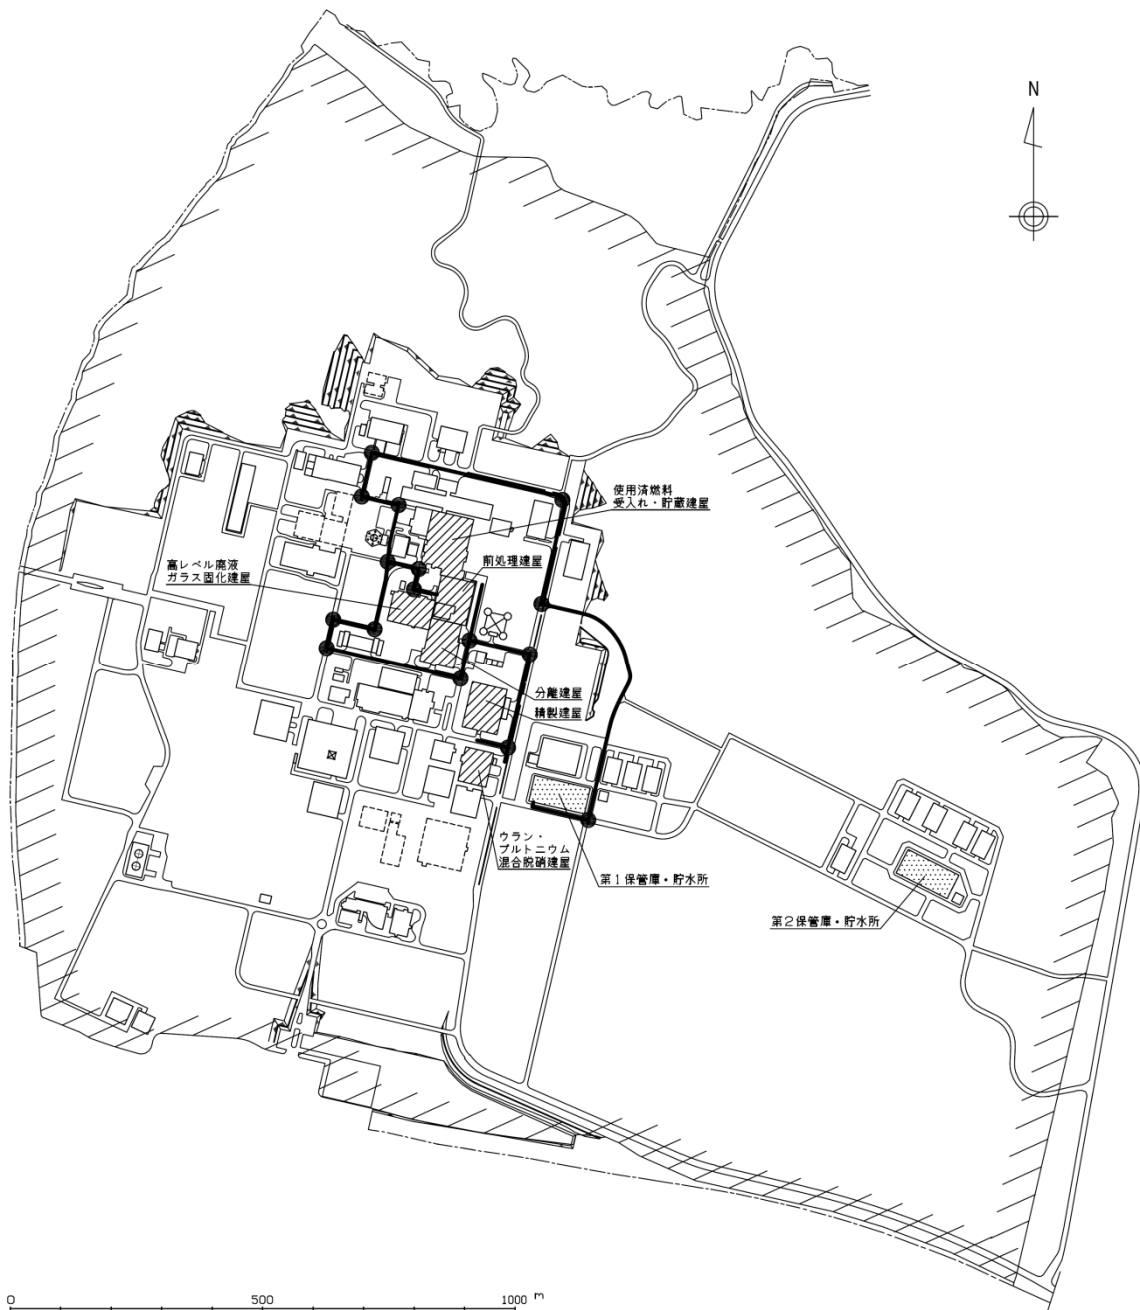 N
使用済燃料
受入れ・貯蔵建屋
前処理建屋
高レベル廃液
ガラス固化建屋
分離建屋
精製建屋
ウラン・
プルトニウム
混合脱硝建屋
第1保管庫・貯水所
第2保管庫・貯水所
0 500 1000 m